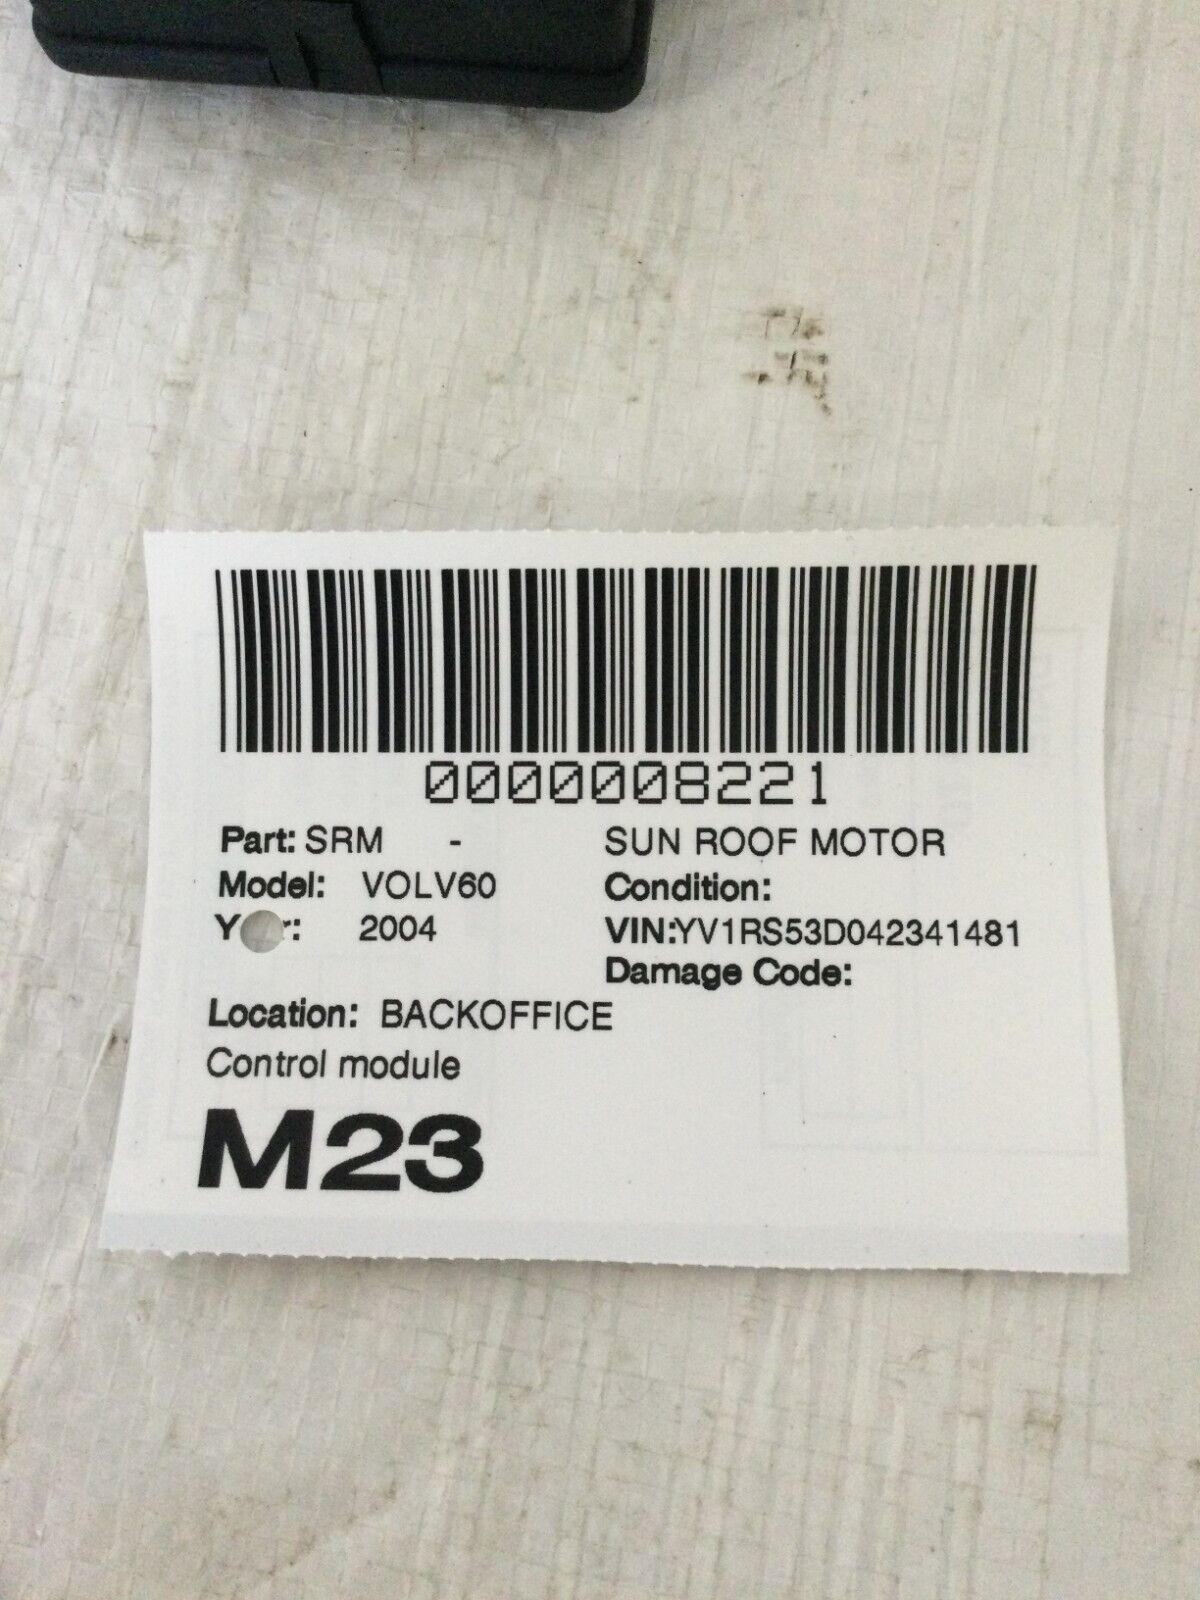 0000008221
Part: SRM - SUN ROOF MOTOR
Model: VOLV60 Condition:
Y r: 2004 VIN:YV1RS53D042341481
Damage Code:
Location: BACKOFFICE
Control module
M23